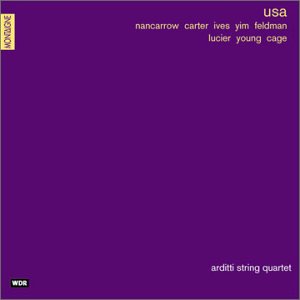 usa
nancarrow carter ives yim feldman
lucier young cage
MONTAIGNE
arditti string quartet
WDR